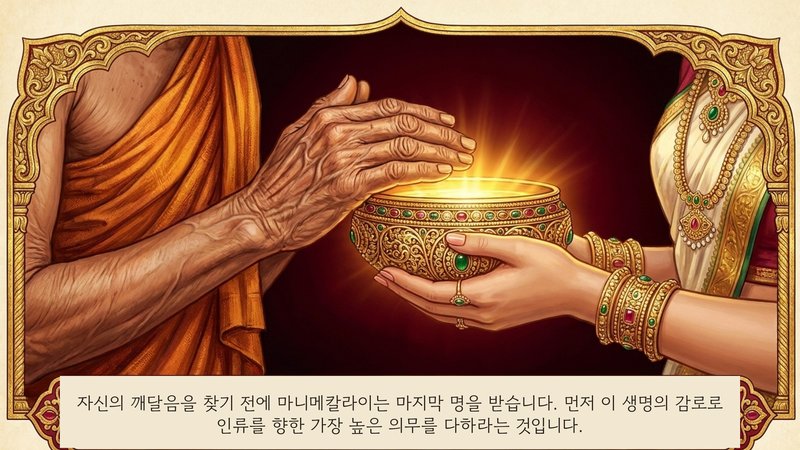 자신의 깨달음을 찾기 전에 마니메칼라이는 마지막 명을 받습니다. 먼저 이 생명의 감로로
인류를 향한 가장 높은 의무를 다하라는 것입니다.